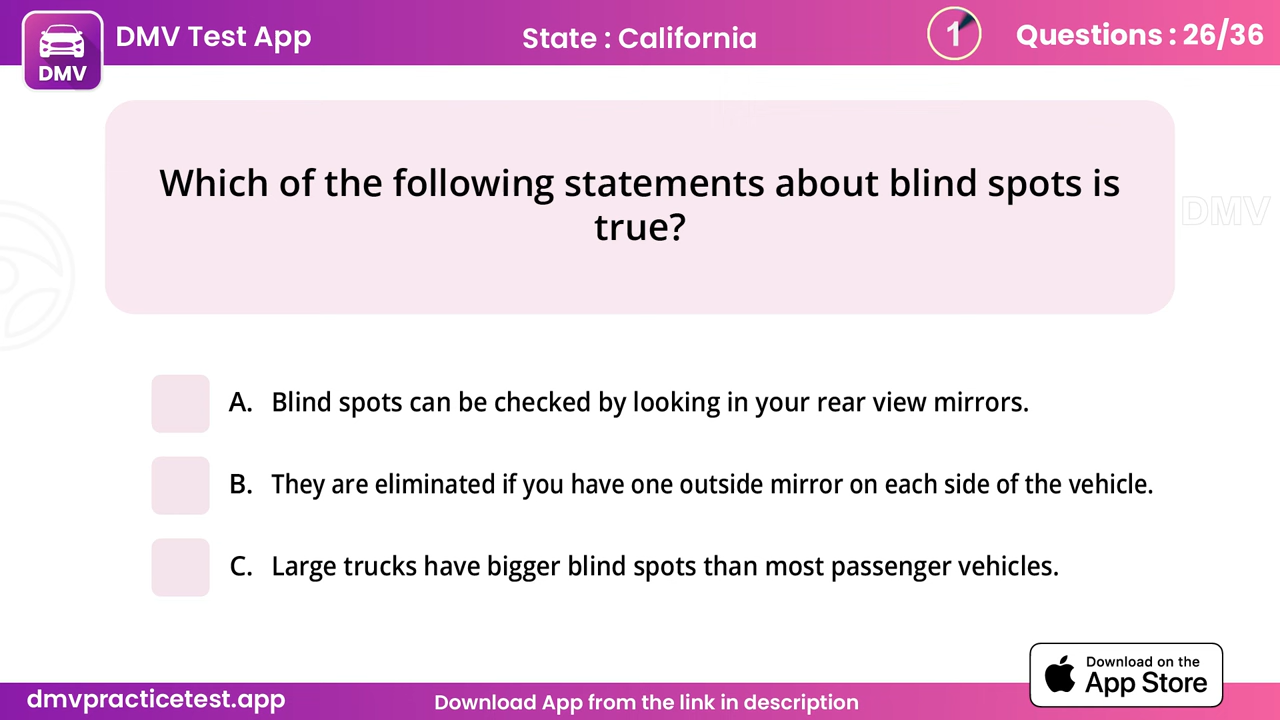 DMV Test App
State : California
1
Questions : 26/36
DMV
Which of the following statements about blind spots is
true?
DMV
A. Blind spots can be checked by looking in your rear view mirrors.
B. They are eliminated if you have one outside mirror on each side of the vehicle.
C. Large trucks have bigger blind spots than most passenger vehicles.
Download on the
App Store
dmvpracticetest.app
Download App from the link in description